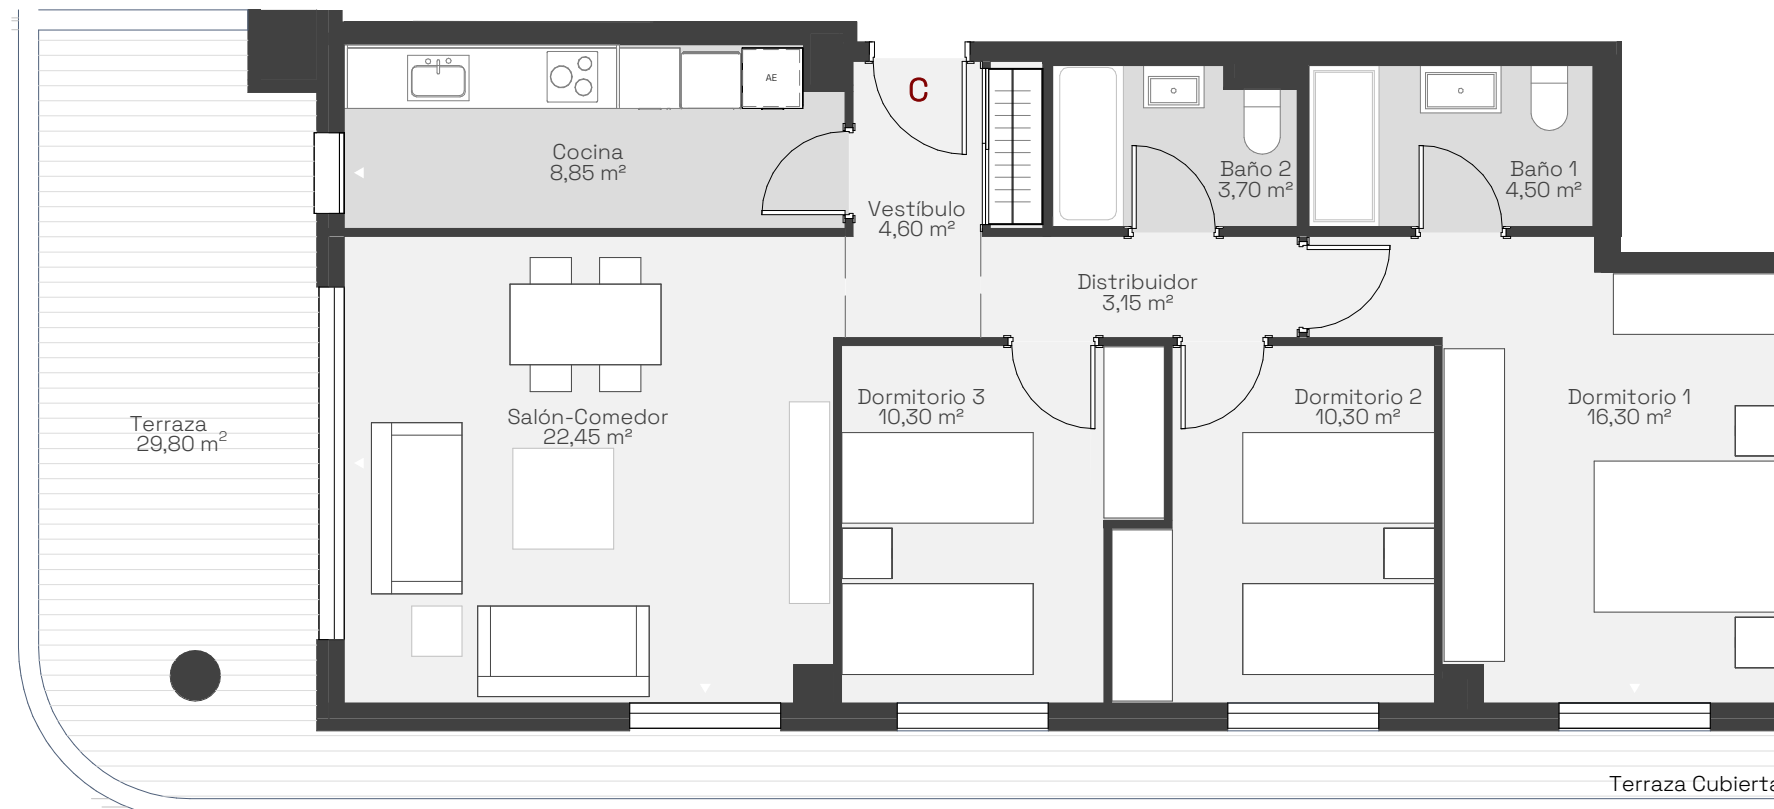 C
AE
Cocina
8,85 m²
Baño 2
3,70 m²
Baño 1
4,50 m²
Vestíbulo
4,60 m²
Distribuidor
3,15 m²
Dormitorio 3
10,30 m²
Dormitorio 2
10,30 m²
Dormitorio 1
16,30 m²
Salón-Comedor
22,45 m²
Terraza
29,80 m²
Terraza Cubierta